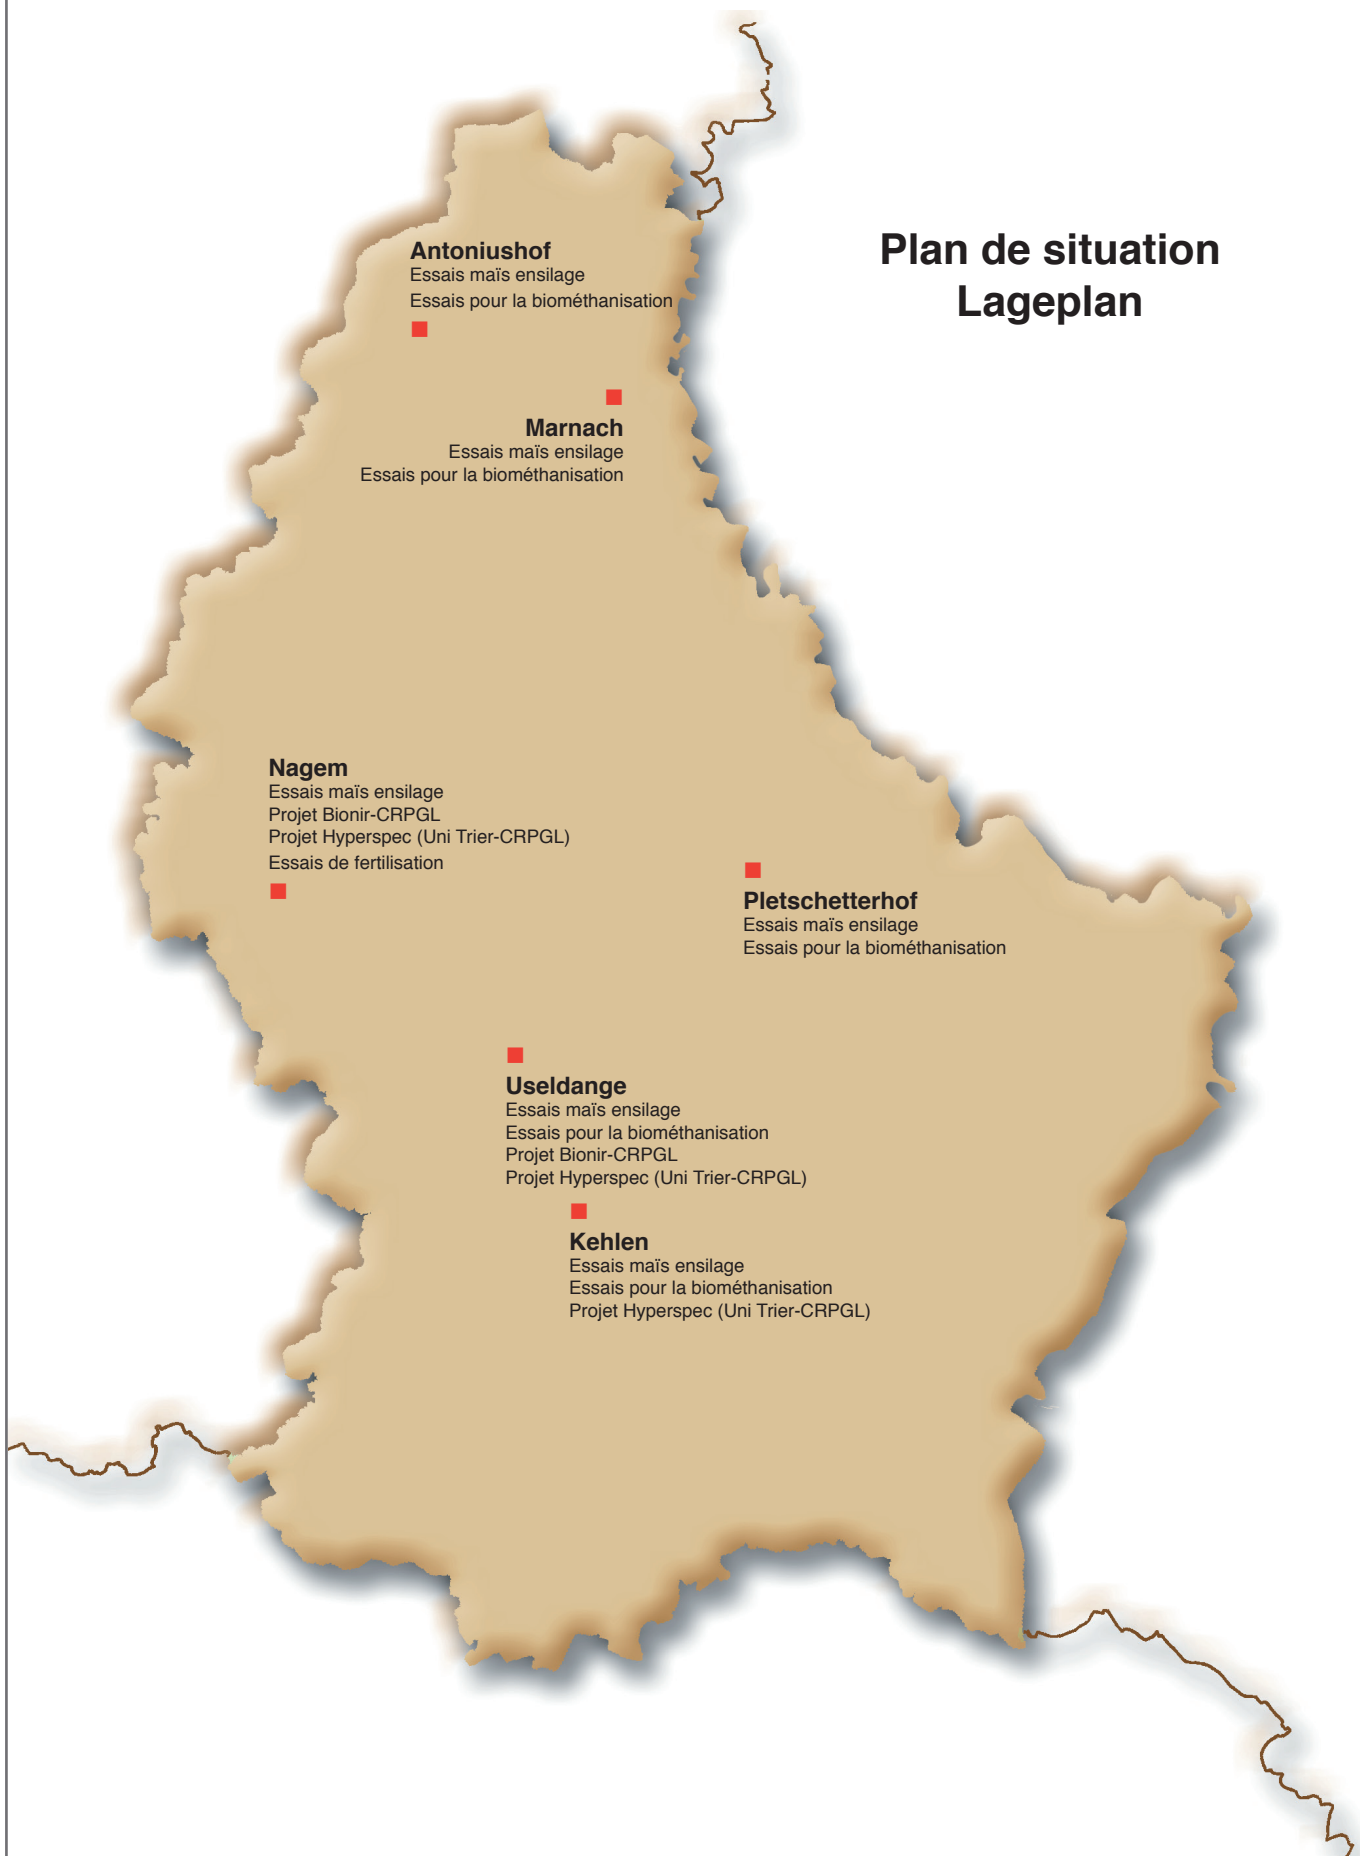 Plan de situation
Lageplan
Antoniushof
Essais maïs ensilage
Essais pour la biométhanisation
Marnach
Essais maïs ensilage
Essais pour la biométhanisation
Nagem
Essais maïs ensilage
Projet Bionir-CRPGL
Projet Hyperspec (Uni Trier-CRPGL)
Essais de fertilisation
Pletschetterhof
Essais maïs ensilage
Essais pour la biométhanisation
Useldange
Essais maïs ensilage
Essais pour la biométhanisation
Projet Bionir-CRPGL
Projet Hyperspec (Uni Trier-CRPGL)
Kehlen
Essais maïs ensilage
Essais pour la biométhanisation
Projet Hyperspec (Uni Trier-CRPGL)